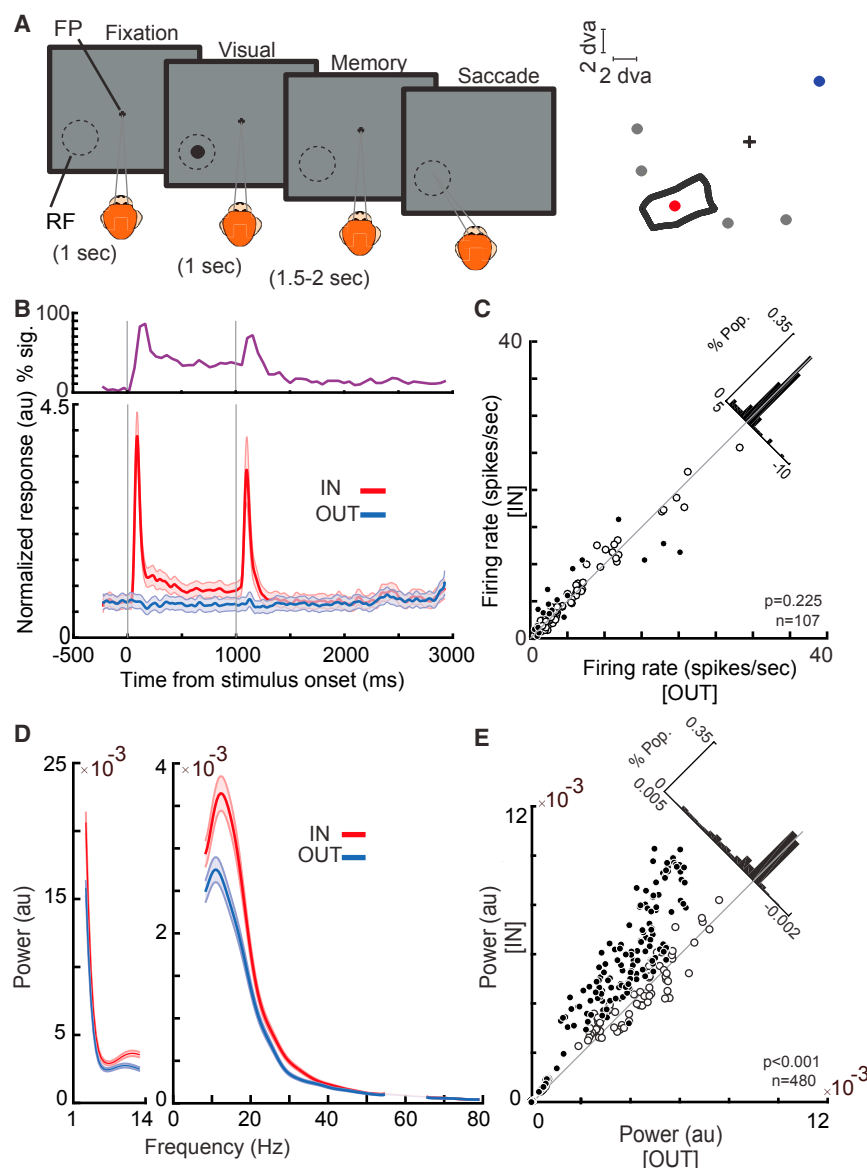 A
FP
Fixation
Visual
Memory
Saccade
RF
(1 sec)
(1 sec)
(1.5-2 sec)
2 dva
2 dva
B
% sig.
100
0
Normalized response (au)
4.5
0
IN
OUT
-500 0 1000 2000 3000
Time from stimulus onset (ms)
C
40
Firing rate (spikes/sec)
[IN]
0
% Pop.
0.35
0
5
-10
p=0.225
n=107
0 40
Firing rate (spikes/sec)
[OUT]
D
25 × 10⁻³
15
5
0
Power (au)
1 14
4 × 10⁻³
2
0
IN
OUT
0 20 40 60 80
Frequency (Hz)
E
12 ×10⁻³
Power (au)
[IN]
0
% Pop.
0.35
0
0.005
-0.002
p<0.001
n=480
0 12 ×10⁻³
Power (au)
[OUT]